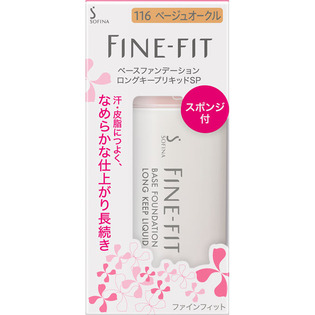 S
SOFINA
116 ベージュオークル
FINE-FIT
ベースファンデーション
ロングキープリキッドSP
スポンジ
付
汗・皮脂につよく、
なめらかな仕上がり長続き
S
SOFINA
FINE-FIT
BASE FOUNDATION
LONG KEEP LIQUID
ファインフィット